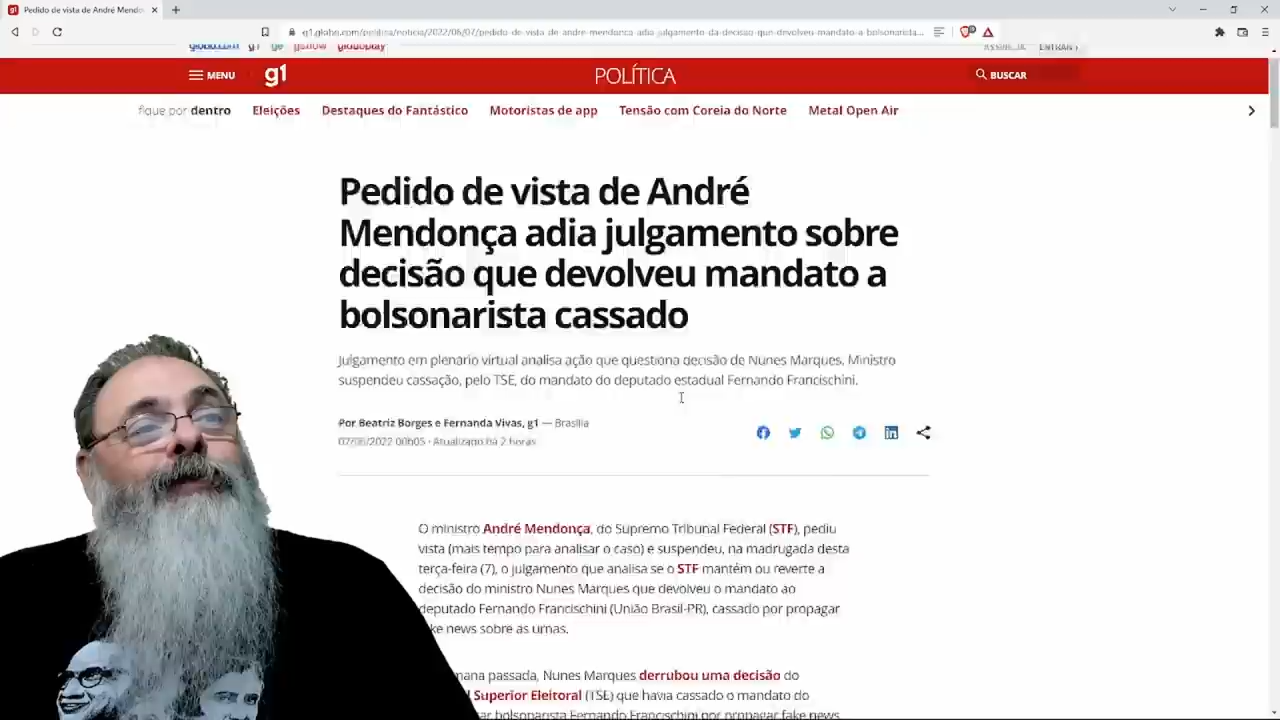 Pedido de vista de André Mendo
g1.globo.com/politica/noticia/2022/06/07/pedido-de-vista-de-andre-mendonca-adia-julgamento-da-decisao-que-devolveu-mandato-a-bolsonarista...
globo.com g1 ge gshow globoplay
ENTRAR
MENU g1 POLÍTICA BUSCAR
fique por dentro Eleições Destaques do Fantástico Motoristas de app Tensão com Coreia do Norte Metal Open Air
Pedido de vista de André
Mendonça adia julgamento sobre
decisão que devolveu mandato a
bolsonarista cassado
Julgamento em plenário virtual analisa ação que questiona decisão de Nunes Marques. Ministro
suspendeu cassação, pelo TSE, do mandato do deputado estadual Fernando Francischini.
Por Beatriz Borges e Fernanda Vivas, g1 — Brasília
07/06/2022 00h05 · Atualizado há 2 horas
O ministro André Mendonça, do Supremo Tribunal Federal (STF), pediu
vista (mais tempo para analisar o caso) e suspendeu, na madrugada desta
terça-feira (7), o julgamento que analisa se o STF mantém ou reverte a
decisão do ministro Nunes Marques que devolveu o mandato ao
deputado Fernando Francischini (União Brasil-PR), cassado por propagar
ke news sobre as urnas.
mana passada, Nunes Marques derrubou uma decisão do
l Superior Eleitoral (TSE) que havia cassado o mandato do
ar bolsonarista Fernando Francischini por propagar fake news